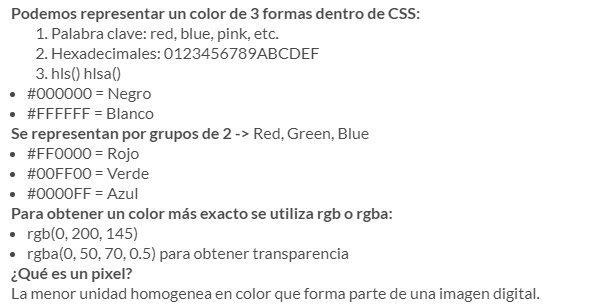 Podemos representar un color de 3 formas dentro de CSS:
1. Palabra clave: red, blue, pink, etc.
2. Hexadecimales: 0123456789ABCDEF
3. hls() hlsa()
• #000000 = Negro
• #FFFFFF = Blanco
Se representan por grupos de 2 -> Red, Green, Blue
• #FF0000 = Rojo
• #00FF00 = Verde
• #0000FF = Azul
Para obtener un color más exacto se utiliza rgb o rgba:
• rgb(0, 200, 145)
• rgba(0, 50, 70, 0.5) para obtener transparencia
¿Qué es un pixel?
La menor unidad homogenea en color que forma parte de una imagen digital.